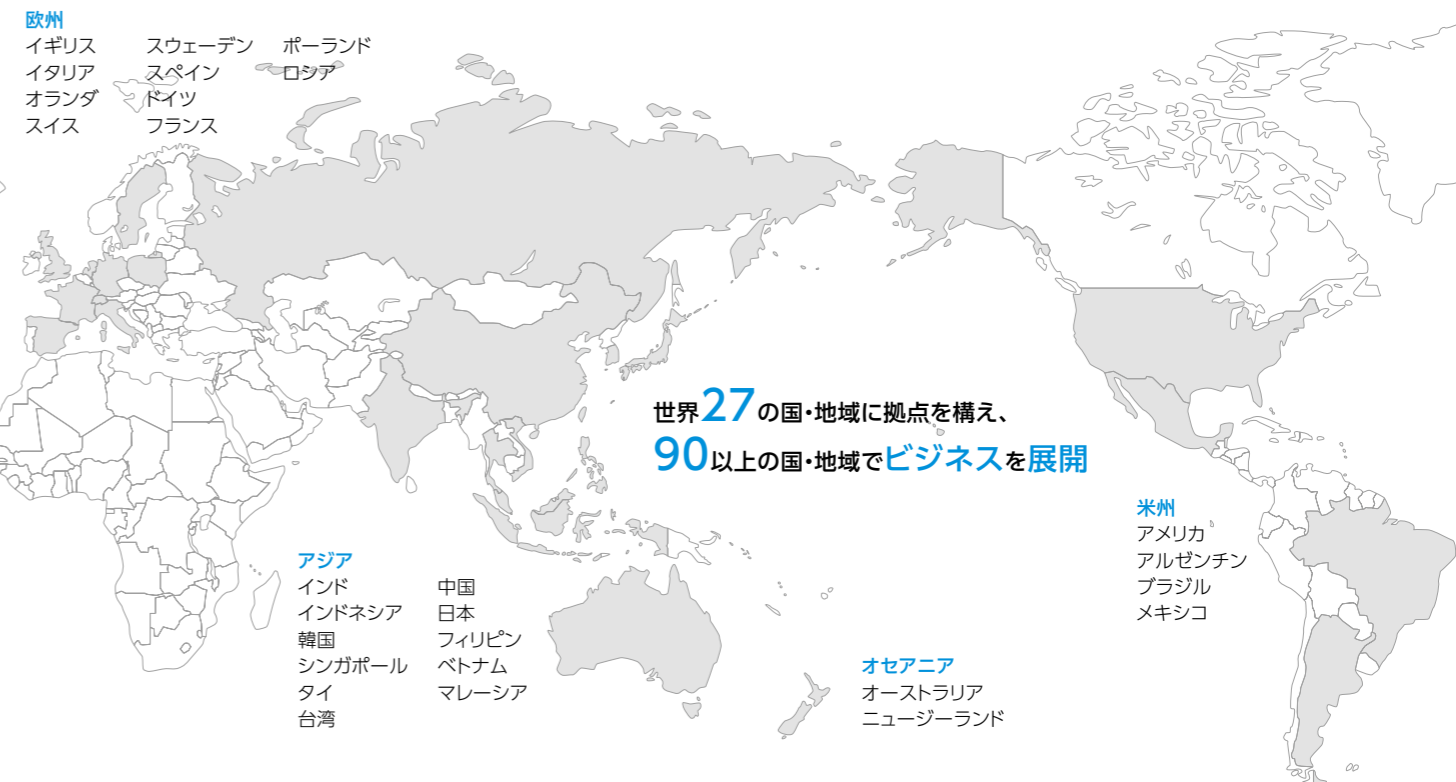 欧州
イギリス
イタリア
オランダ
スイス
スウェーデン
スペイン
ドイツ
フランス
ポーランド
ロシア
世界27の国・地域に拠点を構え、
90以上の国・地域でビジネスを展開
アジア
インド
インドネシア
韓国
シンガポール
タイ
台湾
中国
日本
フィリピン
ベトナム
マレーシア
オセアニア
オーストラリア
ニュージーランド
米州
アメリカ
アルゼンチン
ブラジル
メキシコ